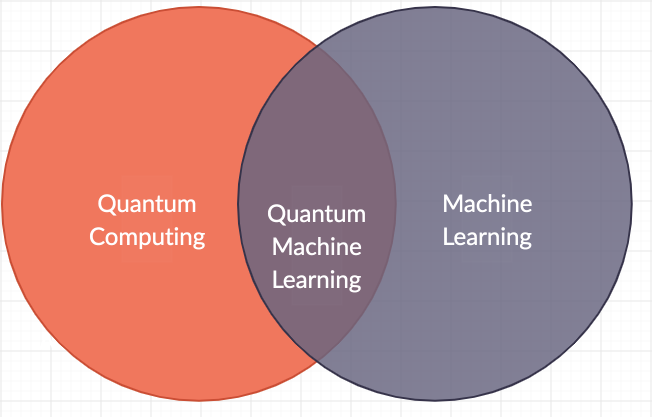 Quantum
Computing
Quantum
Machine
Learning
Machine
Learning